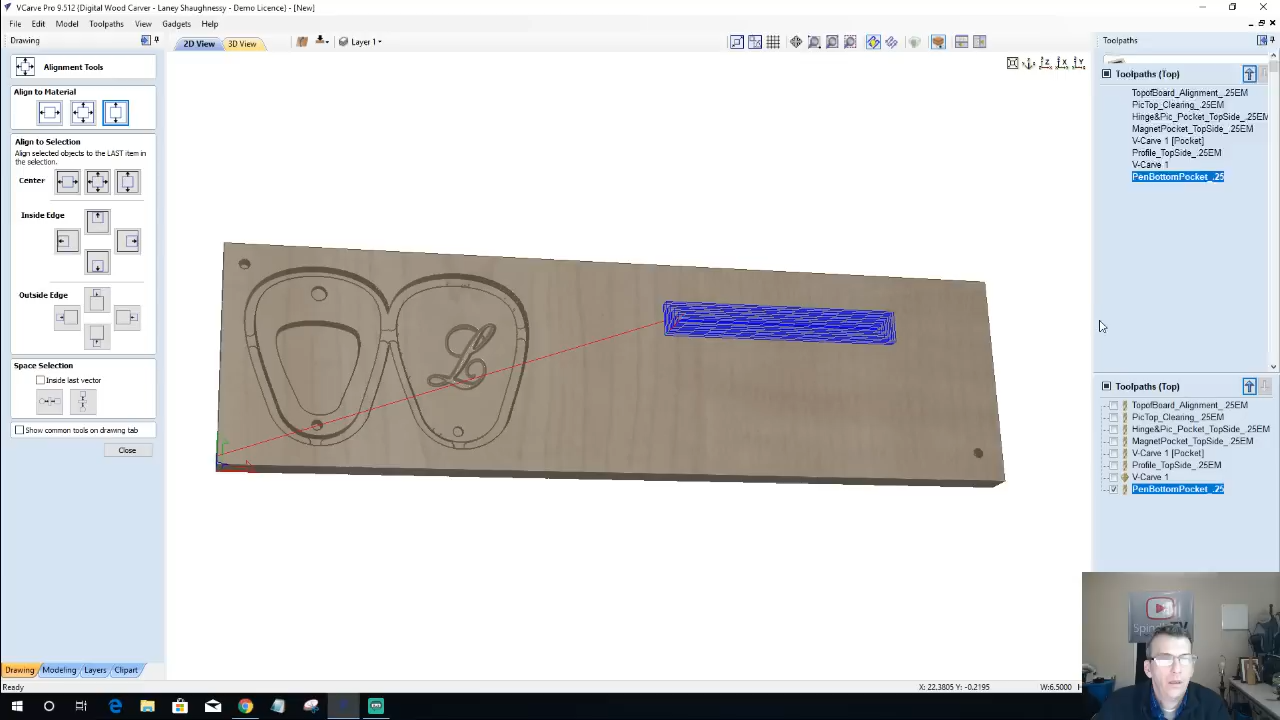 VCarve Pro 9.512 {Digital Wood Carver - Laney Shaughnessy - Demo Licence} - [New]
File Edit Model Toolpaths View Gadgets Help
Drawing
2D View 3D View
Layer 1
Toolpaths
Alignment Tools
Align to Material
Align to Selection
Align selected objects to the LAST item in
the selection.
Center
Inside Edge
Outside Edge
Space Selection
Inside last vector
Show common tools on drawing tab
Close
Toolpaths (Top)
TopofBoard_Alignment_.25EM
PicTop_Clearing_.25EM
Hinge&Pic_Pocket_TopSide_.25EM
MagnetPocket_TopSide_.25EM
V-Carve 1 [Pocket]
Profile_TopSide_.25EM
V-Carve 1
PenBottomPocket_.25
Toolpaths (Top)
TopofBoard_Alignment_.25EM
PicTop_Clearing_.25EM
Hinge&Pic_Pocket_TopSide_.25EM
MagnetPocket_TopSide_.25EM
V-Carve 1 [Pocket]
Profile_TopSide_.25EM
V-Carve 1
PenBottomPocket_.25
L
Drawing Modeling Layers Clipart
Ready
X: 22.3805 Y: -0.2195
W:6.5000